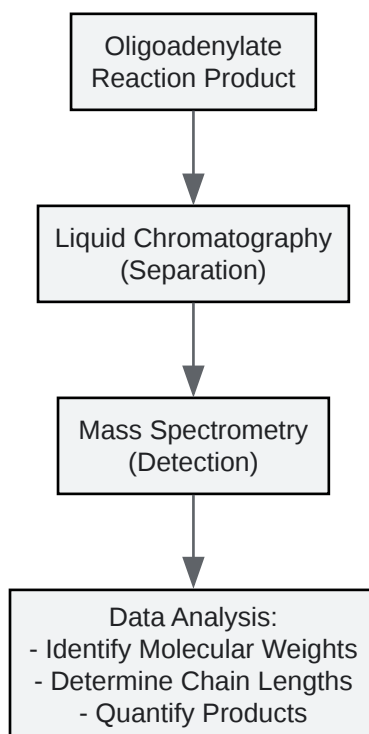 Oligoadenylate
Reaction Product
Liquid Chromatography
(Separation)
Mass Spectrometry
(Detection)
Data Analysis:
- Identify Molecular Weights
- Determine Chain Lengths
- Quantify Products